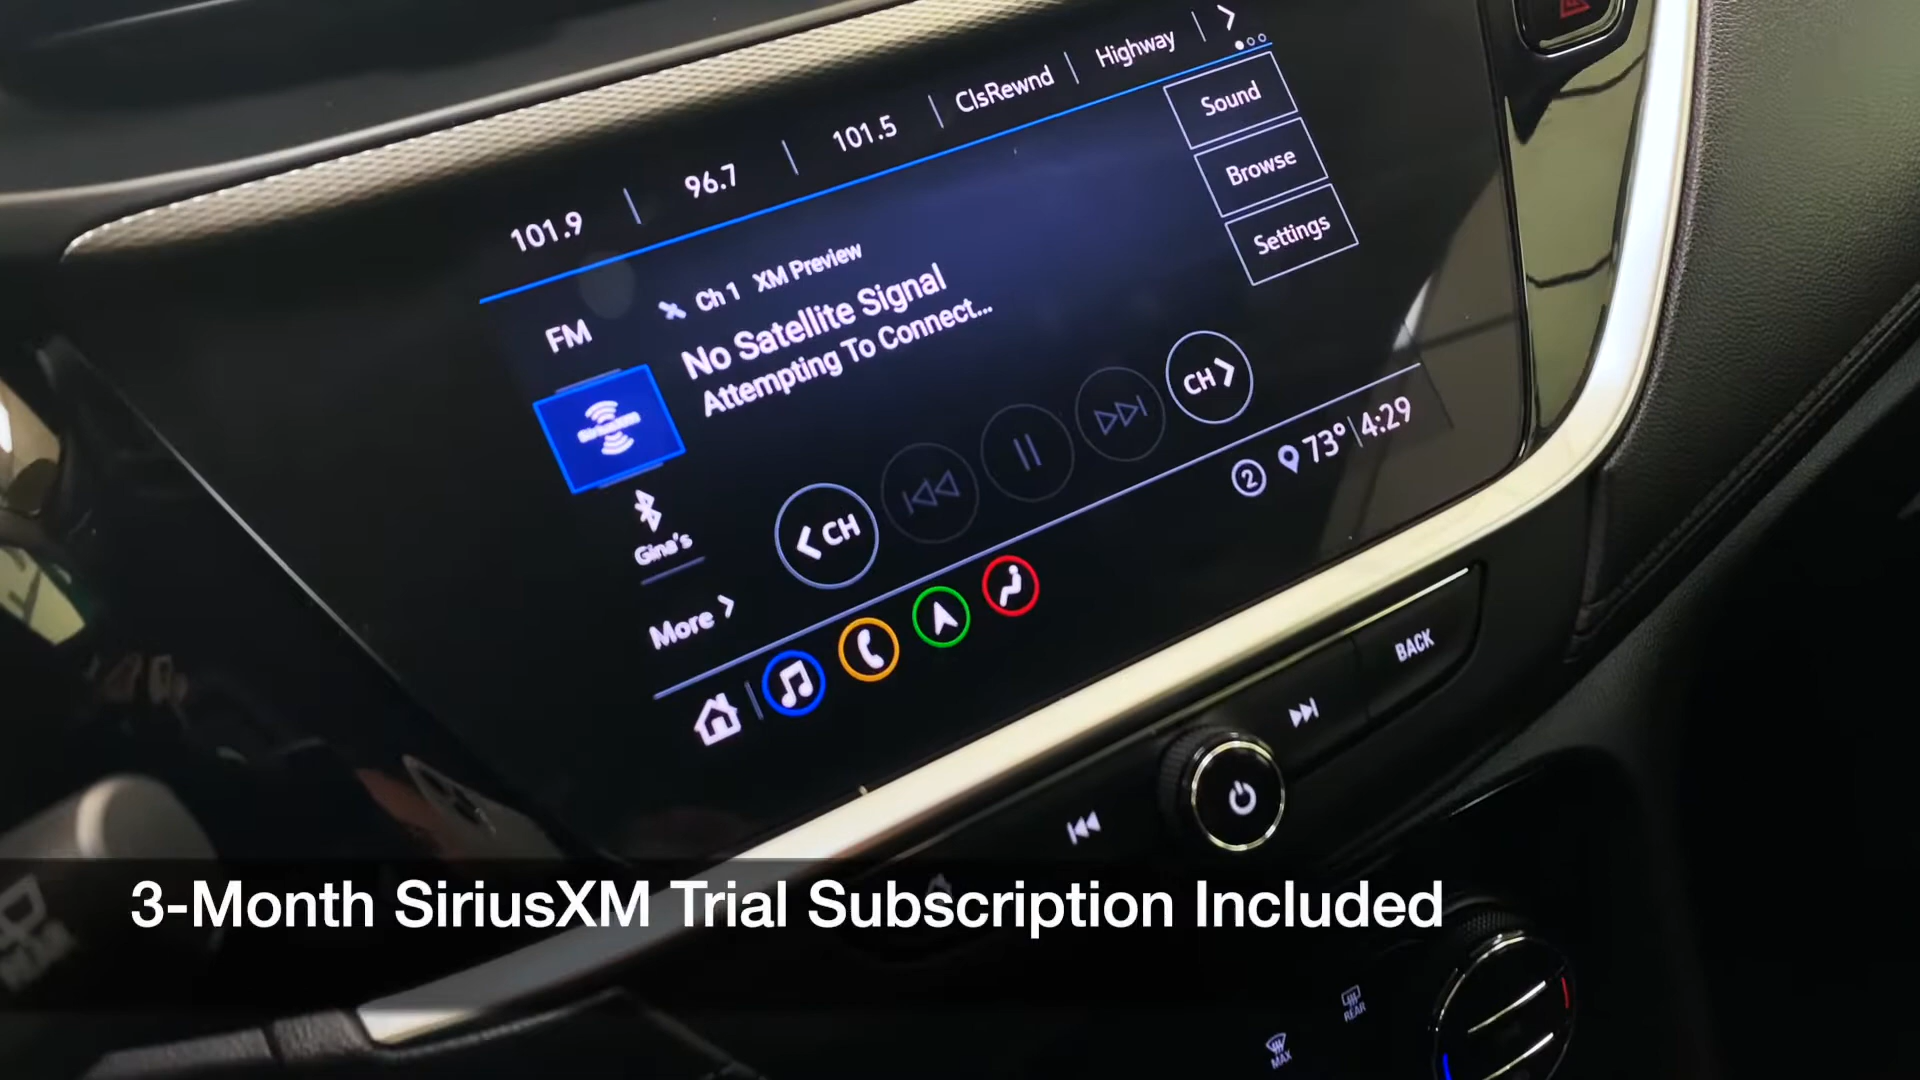 101.9 | 96.7 | 101.5 | ClsRewnd | Highway
Sound
Browse
Settings
FM
Ch 1 XM Preview
No Satellite Signal
Attempting To Connect...
SiriusXM
Gina's
More
CH
CH
2 73° | 4:29
BACK
3-Month SiriusXM Trial Subscription Included
REAR
MAX